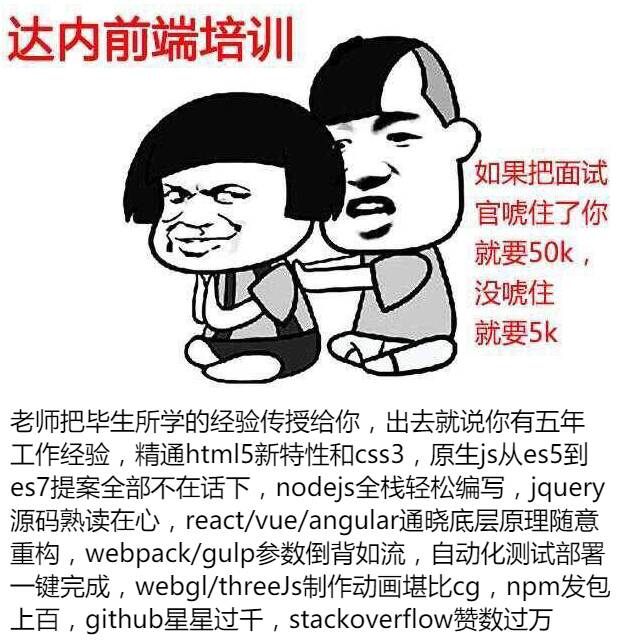 达内前端培训
如果把面试
官唬住了你
就要50k，
没唬住
就要5k
老师把毕生所学的经验传授给你，出去就说你有五年
工作经验，精通html5新特性和css3，原生js从es5到
es7提案全部不在话下，nodejs全栈轻松编写，jquery
源码熟读在心，react/vue/angular通晓底层原理随意
重构，webpack/gulp参数倒背如流，自动化测试部署
一键完成，webgl/threeJs制作动画堪比cg，npm发包
上百，github星星过千，stackoverflow赞数过万